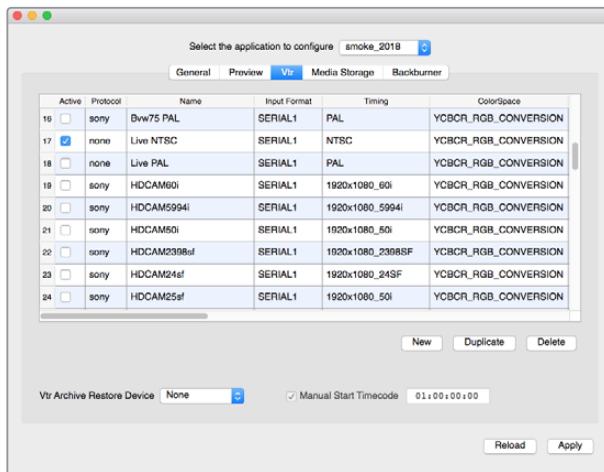 Select the application to configure smoke_2018
General Preview Vtr Media Storage Backburner
Active Protocol Name Input Format Timing ColorSpace
16 sony Bvw75 PAL SERIAL1 PAL YCBCR_RGB_CONVERSION
17 none Live NTSC SERIAL1 NTSC YCBCR_RGB_CONVERSION
18 none Live PAL SERIAL1 PAL YCBCR_RGB_CONVERSION
19 sony HDCAM60i SERIAL1 1920x1080_60i YCBCR_RGB_CONVERSION
20 sony HDCAM5994i SERIAL1 1920x1080_5994i YCBCR_RGB_CONVERSION
21 sony HDCAM50i SERIAL1 1920x1080_50i YCBCR_RGB_CONVERSION
22 sony HDCAM2398sf SERIAL1 1920x1080_2398SF YCBCR_RGB_CONVERSION
23 sony HDCAM24sf SERIAL1 1920x1080_24SF YCBCR_RGB_CONVERSION
24 sony HDCAM25sf SERIAL1 1920x1080_50i YCBCR_RGB_CONVERSION
New Duplicate Delete
Vtr Archive Restore Device None Manual Start Timecode 01:00:00:00
Reload Apply